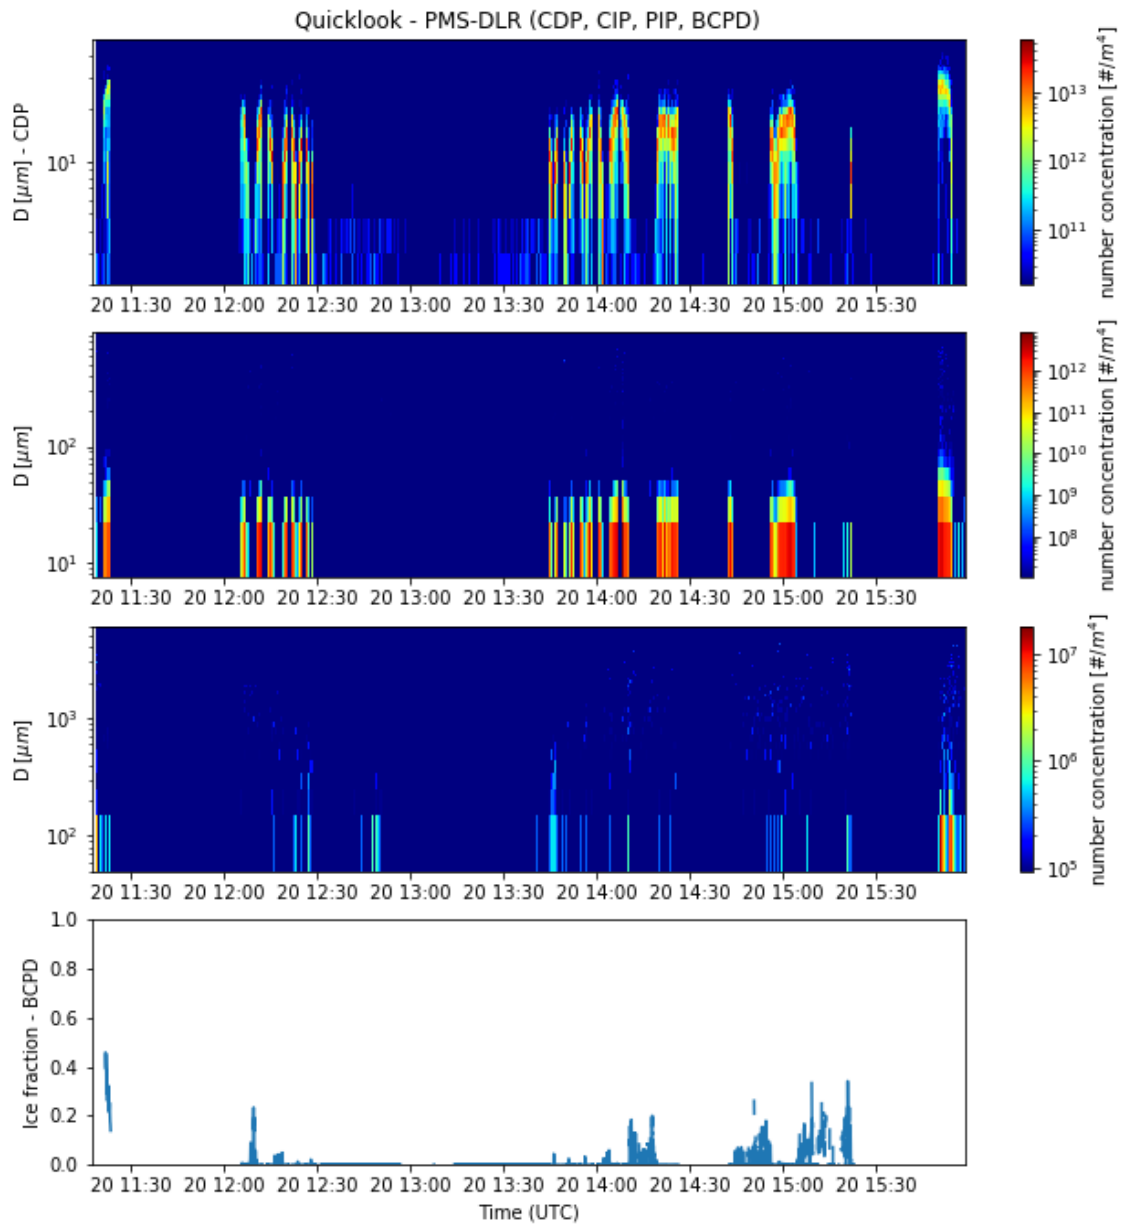 Quicklook - PMS-DLR (CDP, CIP, PIP, BCPD)
D [μm] - CDP
10¹
20 11:30 20 12:00 20 12:30 20 13:00 20 13:30 20 14:00 20 14:30 20 15:00 20 15:30
10¹³
10¹²
10¹¹
number concentration [#/m⁴]
D [μm]
10²
10¹
20 11:30 20 12:00 20 12:30 20 13:00 20 13:30 20 14:00 20 14:30 20 15:00 20 15:30
10¹²
10¹¹
10¹⁰
10⁹
10⁸
number concentration [#/m⁴]
D [μm]
10³
10²
20 11:30 20 12:00 20 12:30 20 13:00 20 13:30 20 14:00 20 14:30 20 15:00 20 15:30
10⁷
10⁶
10⁵
number concentration [#/m⁴]
Ice fraction - BCPD
1.0
0.8
0.6
0.4
0.2
0.0
20 11:30 20 12:00 20 12:30 20 13:00 20 13:30 20 14:00 20 14:30 20 15:00 20 15:30
Time (UTC)